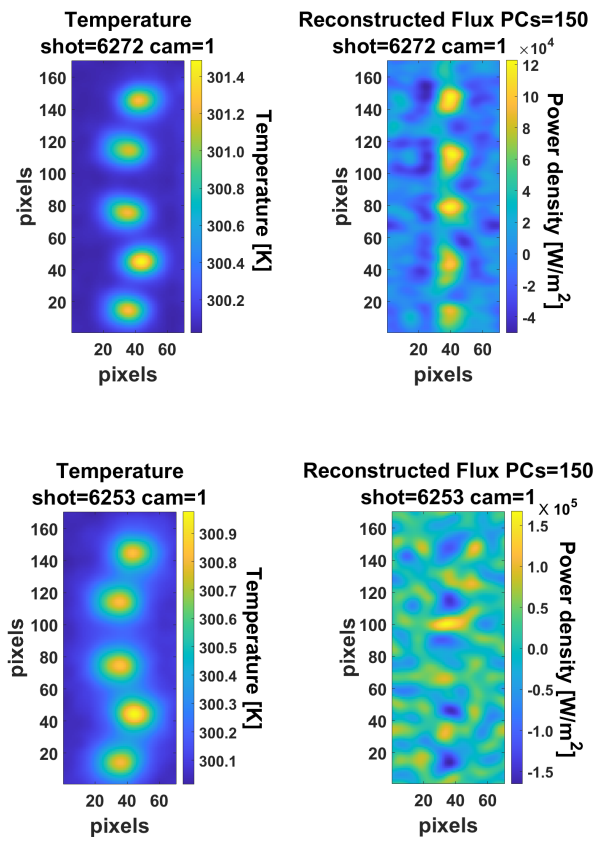 Temperature
shot=6272 cam=1
160
140
120
100
80
60
40
20
pixels
20 40 60
pixels
301.4
301.2
301.0
300.8
300.6
300.4
300.2
Temperature [K]
Reconstructed Flux PCs=150
shot=6272 cam=1
×10⁴
160
140
120
100
80
60
40
20
pixels
20 40 60
pixels
12
10
8
6
4
2
0
-2
-4
Power density [W/m²]
Temperature
shot=6253 cam=1
160
140
120
100
80
60
40
20
pixels
20 40 60
pixels
300.9
300.8
300.7
300.6
300.5
300.4
300.3
300.2
300.1
Temperature [K]
Reconstructed Flux PCs=150
shot=6253 cam=1
X 10⁵
160
140
120
100
80
60
40
20
pixels
20 40 60
pixels
1.5
1.0
0.5
0.0
-0.5
-1.0
-1.5
Power density [W/m²]